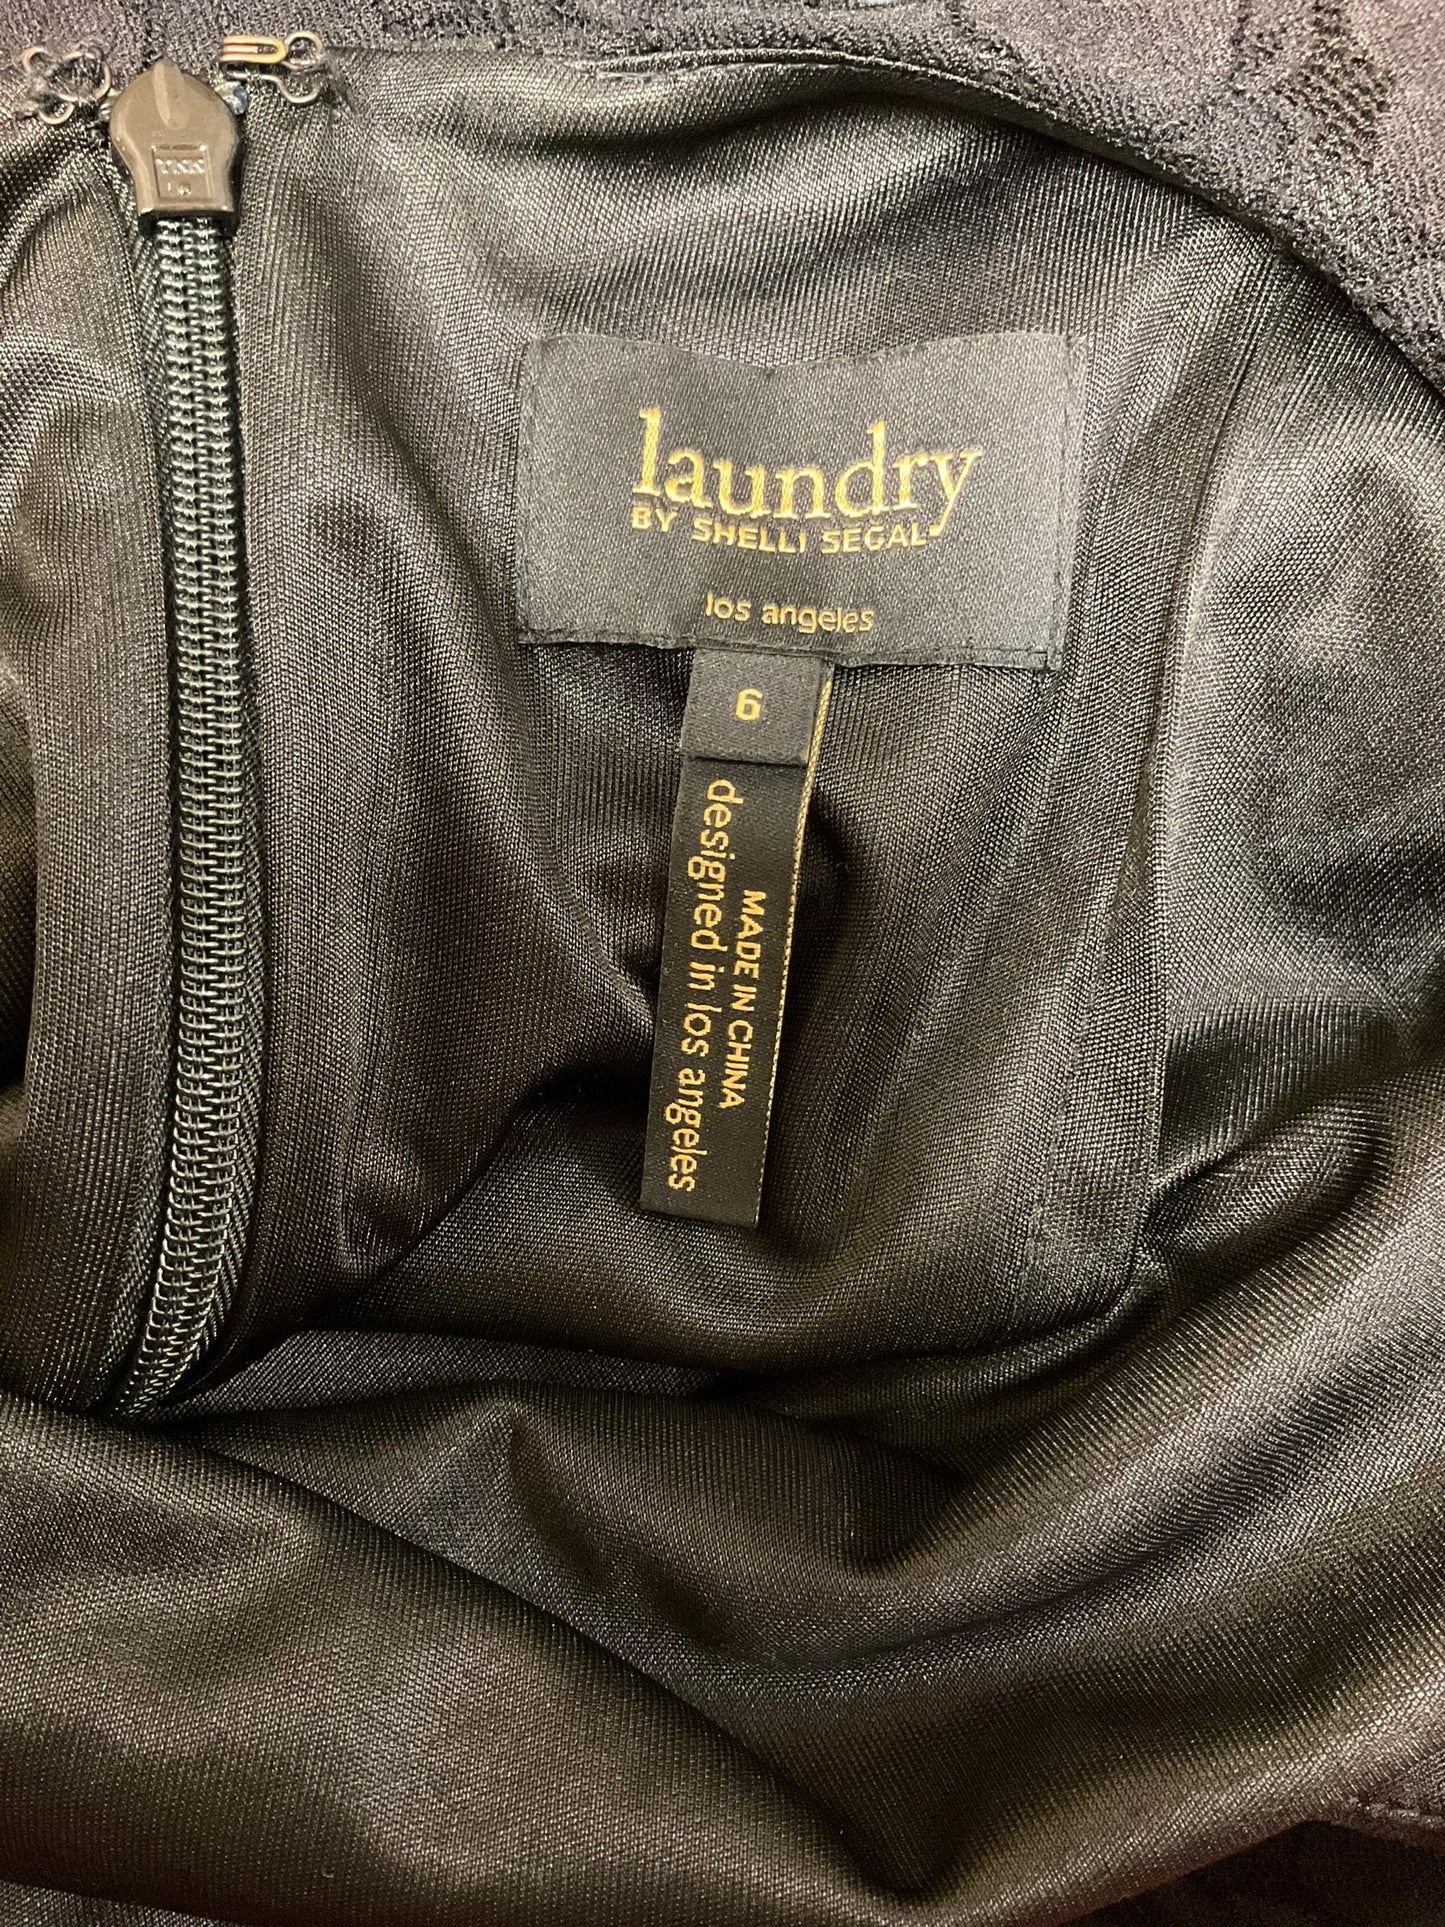 laundry
BY SHELLI SEGAL
los angeles
6
MADE IN CHINA
designed in los angeles